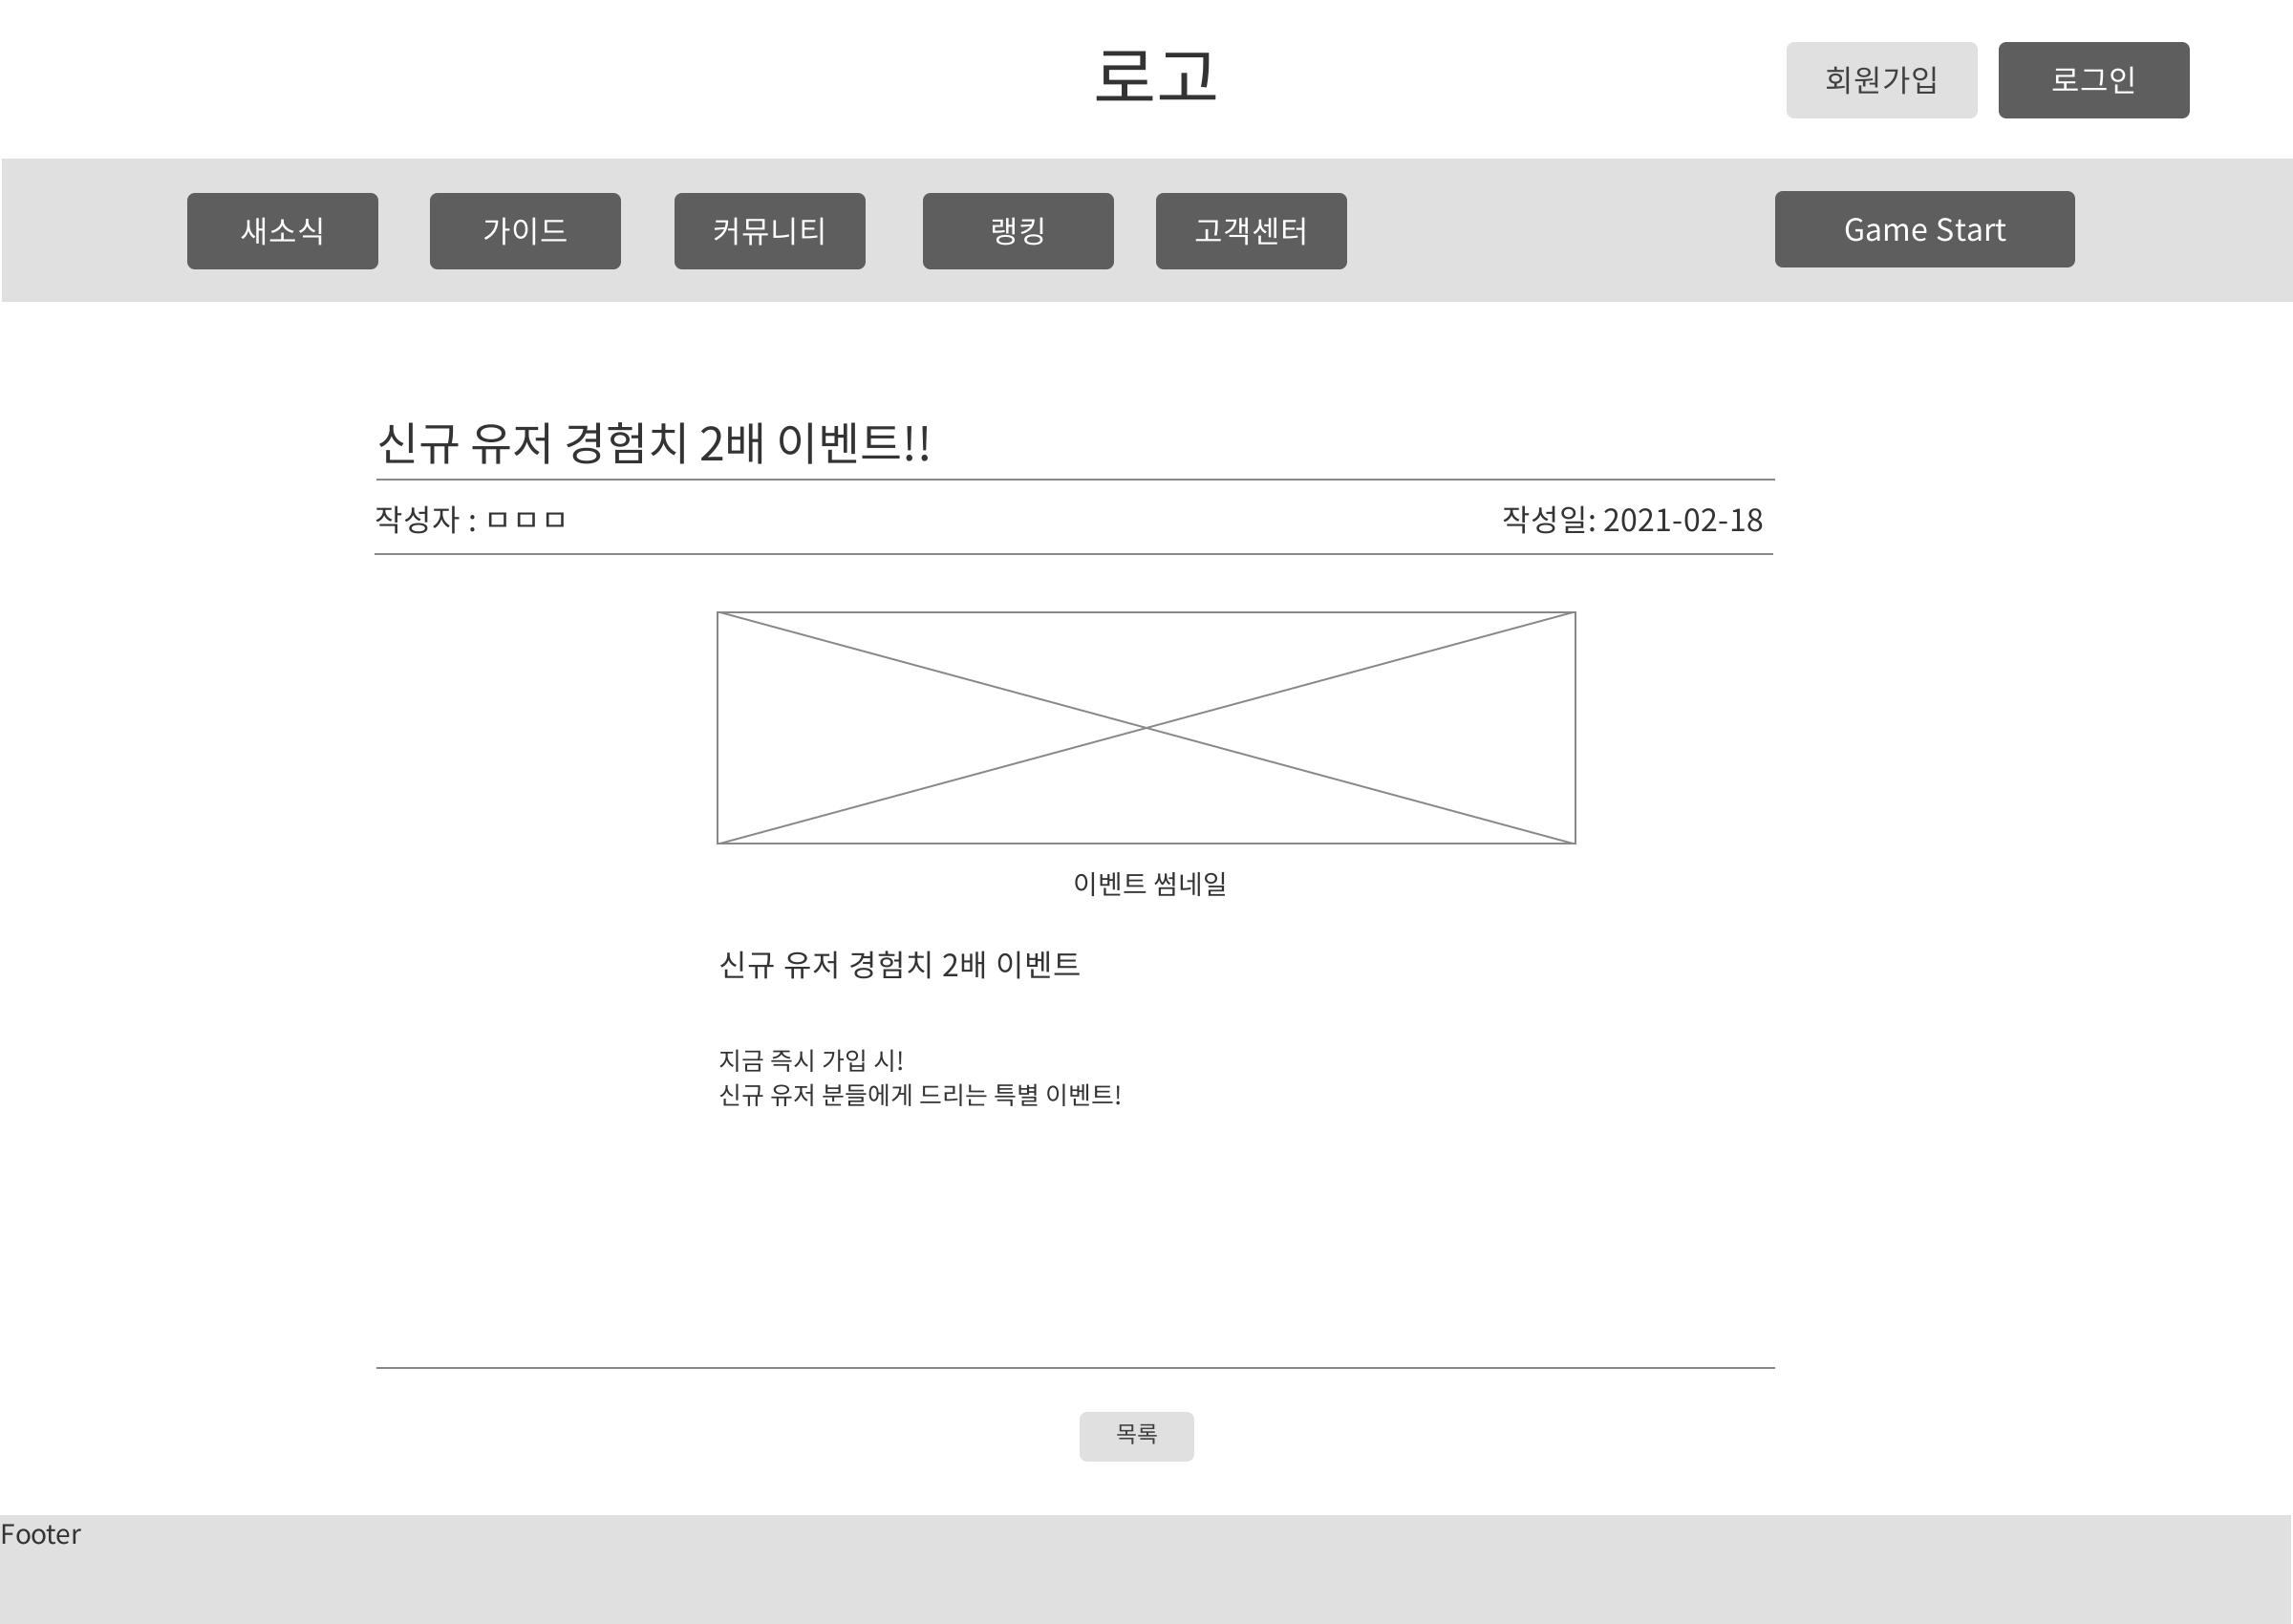 로고
회원가입
로그인
새소식
가이드
커뮤니티
랭킹
고객센터
Game Start
신규 유저 경험치 2배 이벤트!!
작성자 : ㅁㅁㅁ
작성일: 2021-02-18
이벤트 썸네일
신규 유저 경험치 2배 이벤트
지금 즉시 가입 시!
신규 유저 분들에게 드리는 특별 이벤트!
목록
Footer